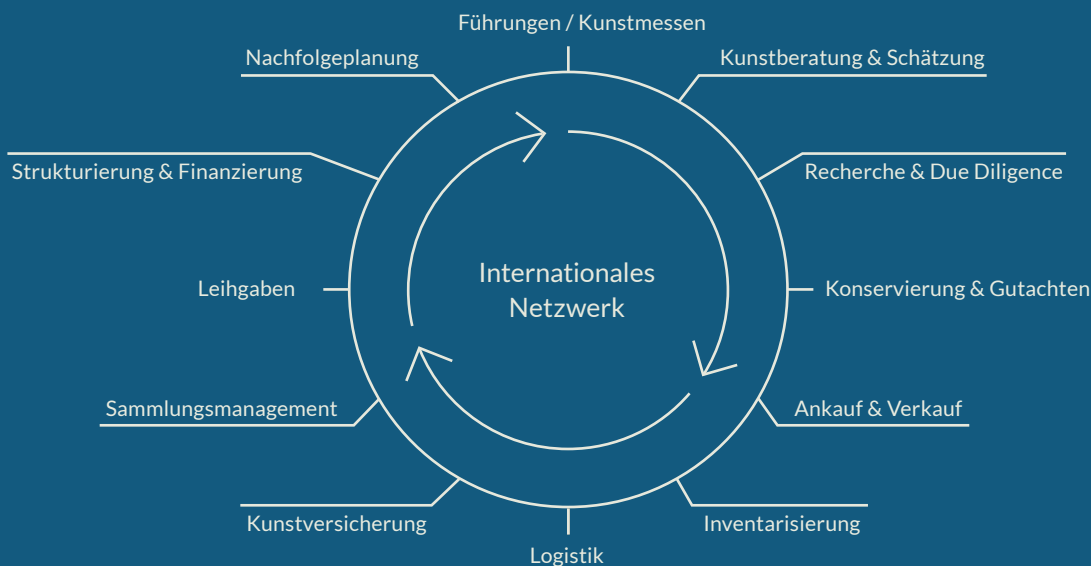 Führungen / Kunstmessen
Nachfolgeplanung
Kunstberatung & Schätzung
Strukturierung & Finanzierung
Recherche & Due Diligence
Internationales
Netzwerk
Leihgaben
Konservierung & Gutachten
Sammlungsmanagement
Ankauf & Verkauf
Kunstversicherung
Inventarisierung
Logistik